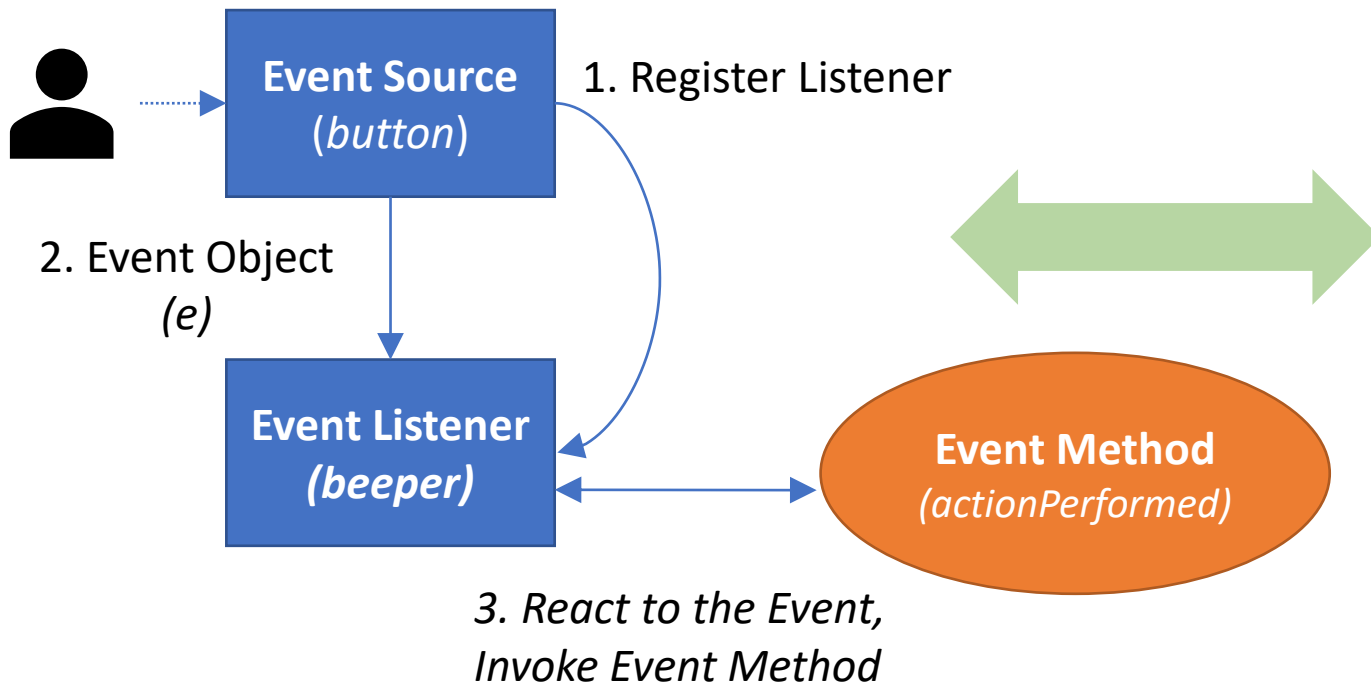 Event Source
(button)
1. Register Listener
2. Event Object
(e)
Event Listener
(beeper)
Event Method
(actionPerformed)
3. React to the Event,
Invoke Event Method